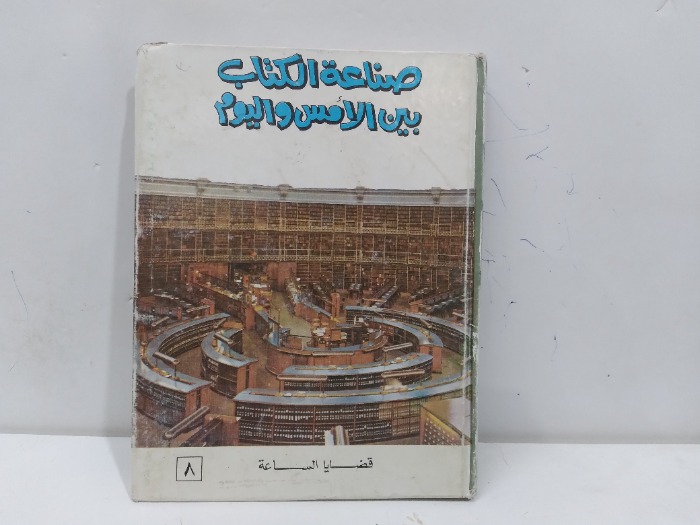 صناعة الكتاب
بين الأمس واليوم
قضايا الساعة
٨